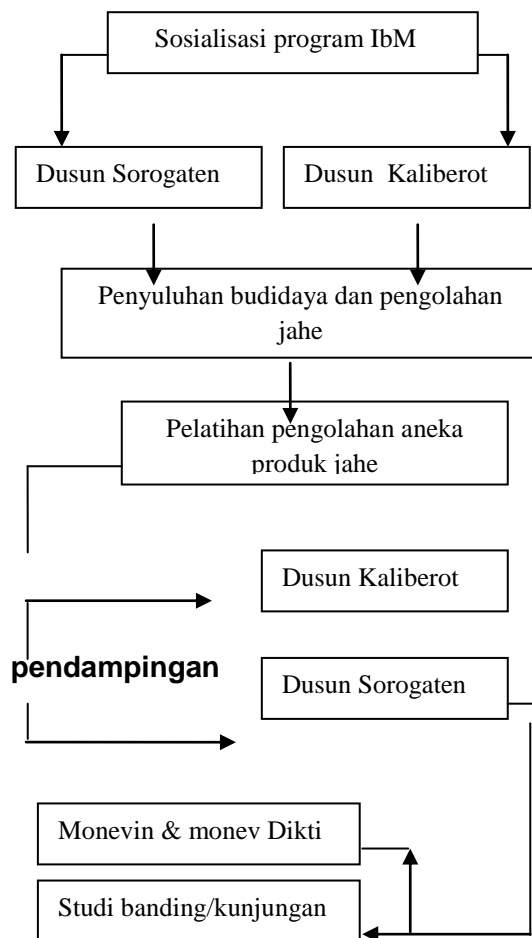 Sosialisasi program IbM
Dusun Sorogaten
Dusun Kaliberot
Penyuluhan budidaya dan pengolahan
jahe
Pelatihan pengolahan aneka
produk jahe
Dusun Kaliberot
pendampingan
Dusun Sorogaten
Monevin & monev Dikti
Studi banding/kunjungan